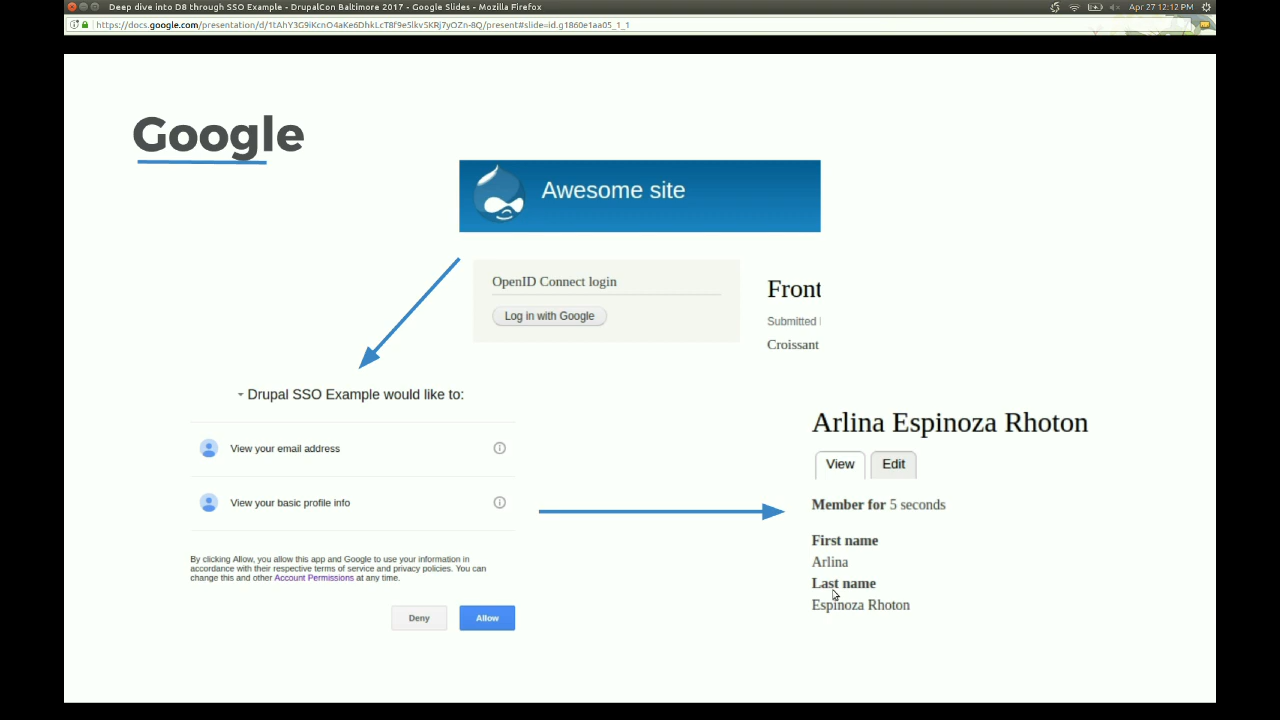 Deep dive into D8 through SSO Example - DrupalCon Baltimore 2017 - Google Slides - Mozilla Firefox
Apr 27 12:12 PM
https://docs.google.com/presentation/d/1tAhY3G9iKcnO4aKe6DhkLcT8f9e5lkv5KRj7yOZn-8Q/present#slide=id.g1860e1aa05_1_1
Google
Awesome site
OpenID Connect login
Log in with Google
Front
Submitted
Croissant
Drupal SSO Example would like to:
View your email address
View your basic profile info
By clicking Allow, you allow this app and Google to use your information in
accordance with their respective terms of service and privacy policies. You can
change this and other Account Permissions at any time.
Deny
Allow
Arlina Espinoza Rhoton
View
Edit
Member for 5 seconds
First name
Arlina
Last name
Espinoza Rhoton